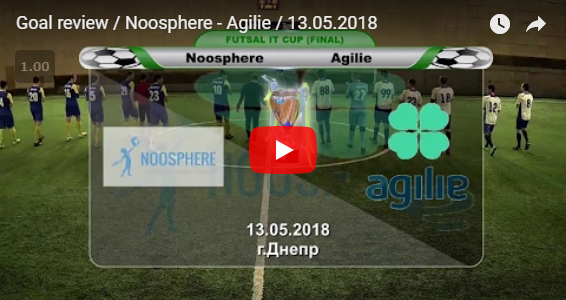 Goal review / Noosphere - Agilie / 13.05.2018
FUTSAL IT CUP (FINAL)
Noosphere Agilie
1.00
NOOSPHERE
agilie
13.05.2018
г.Днепр